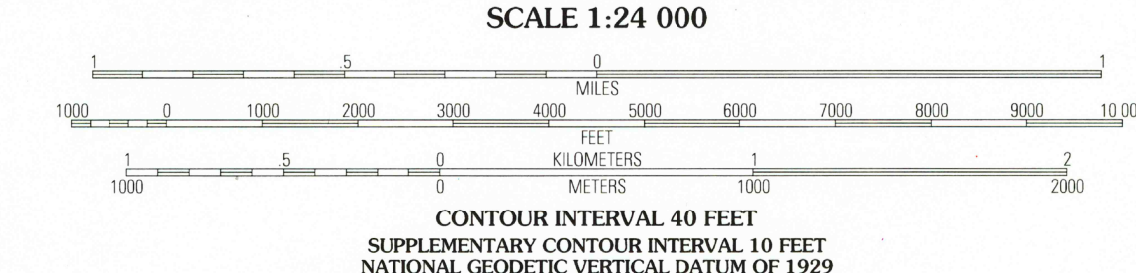 SCALE 1:24 000
1 .5 0 1
MILES
1000 0 1000 2000 3000 4000 5000 6000 7000 8000 9000 10 00
FEET
1 .5 0 KILOMETERS 1 2
1000 0 METERS 1000 2000
CONTOUR INTERVAL 40 FEET
SUPPLEMENTARY CONTOUR INTERVAL 10 FEET
NATIONAL GEODETIC VERTICAL DATUM OF 1929